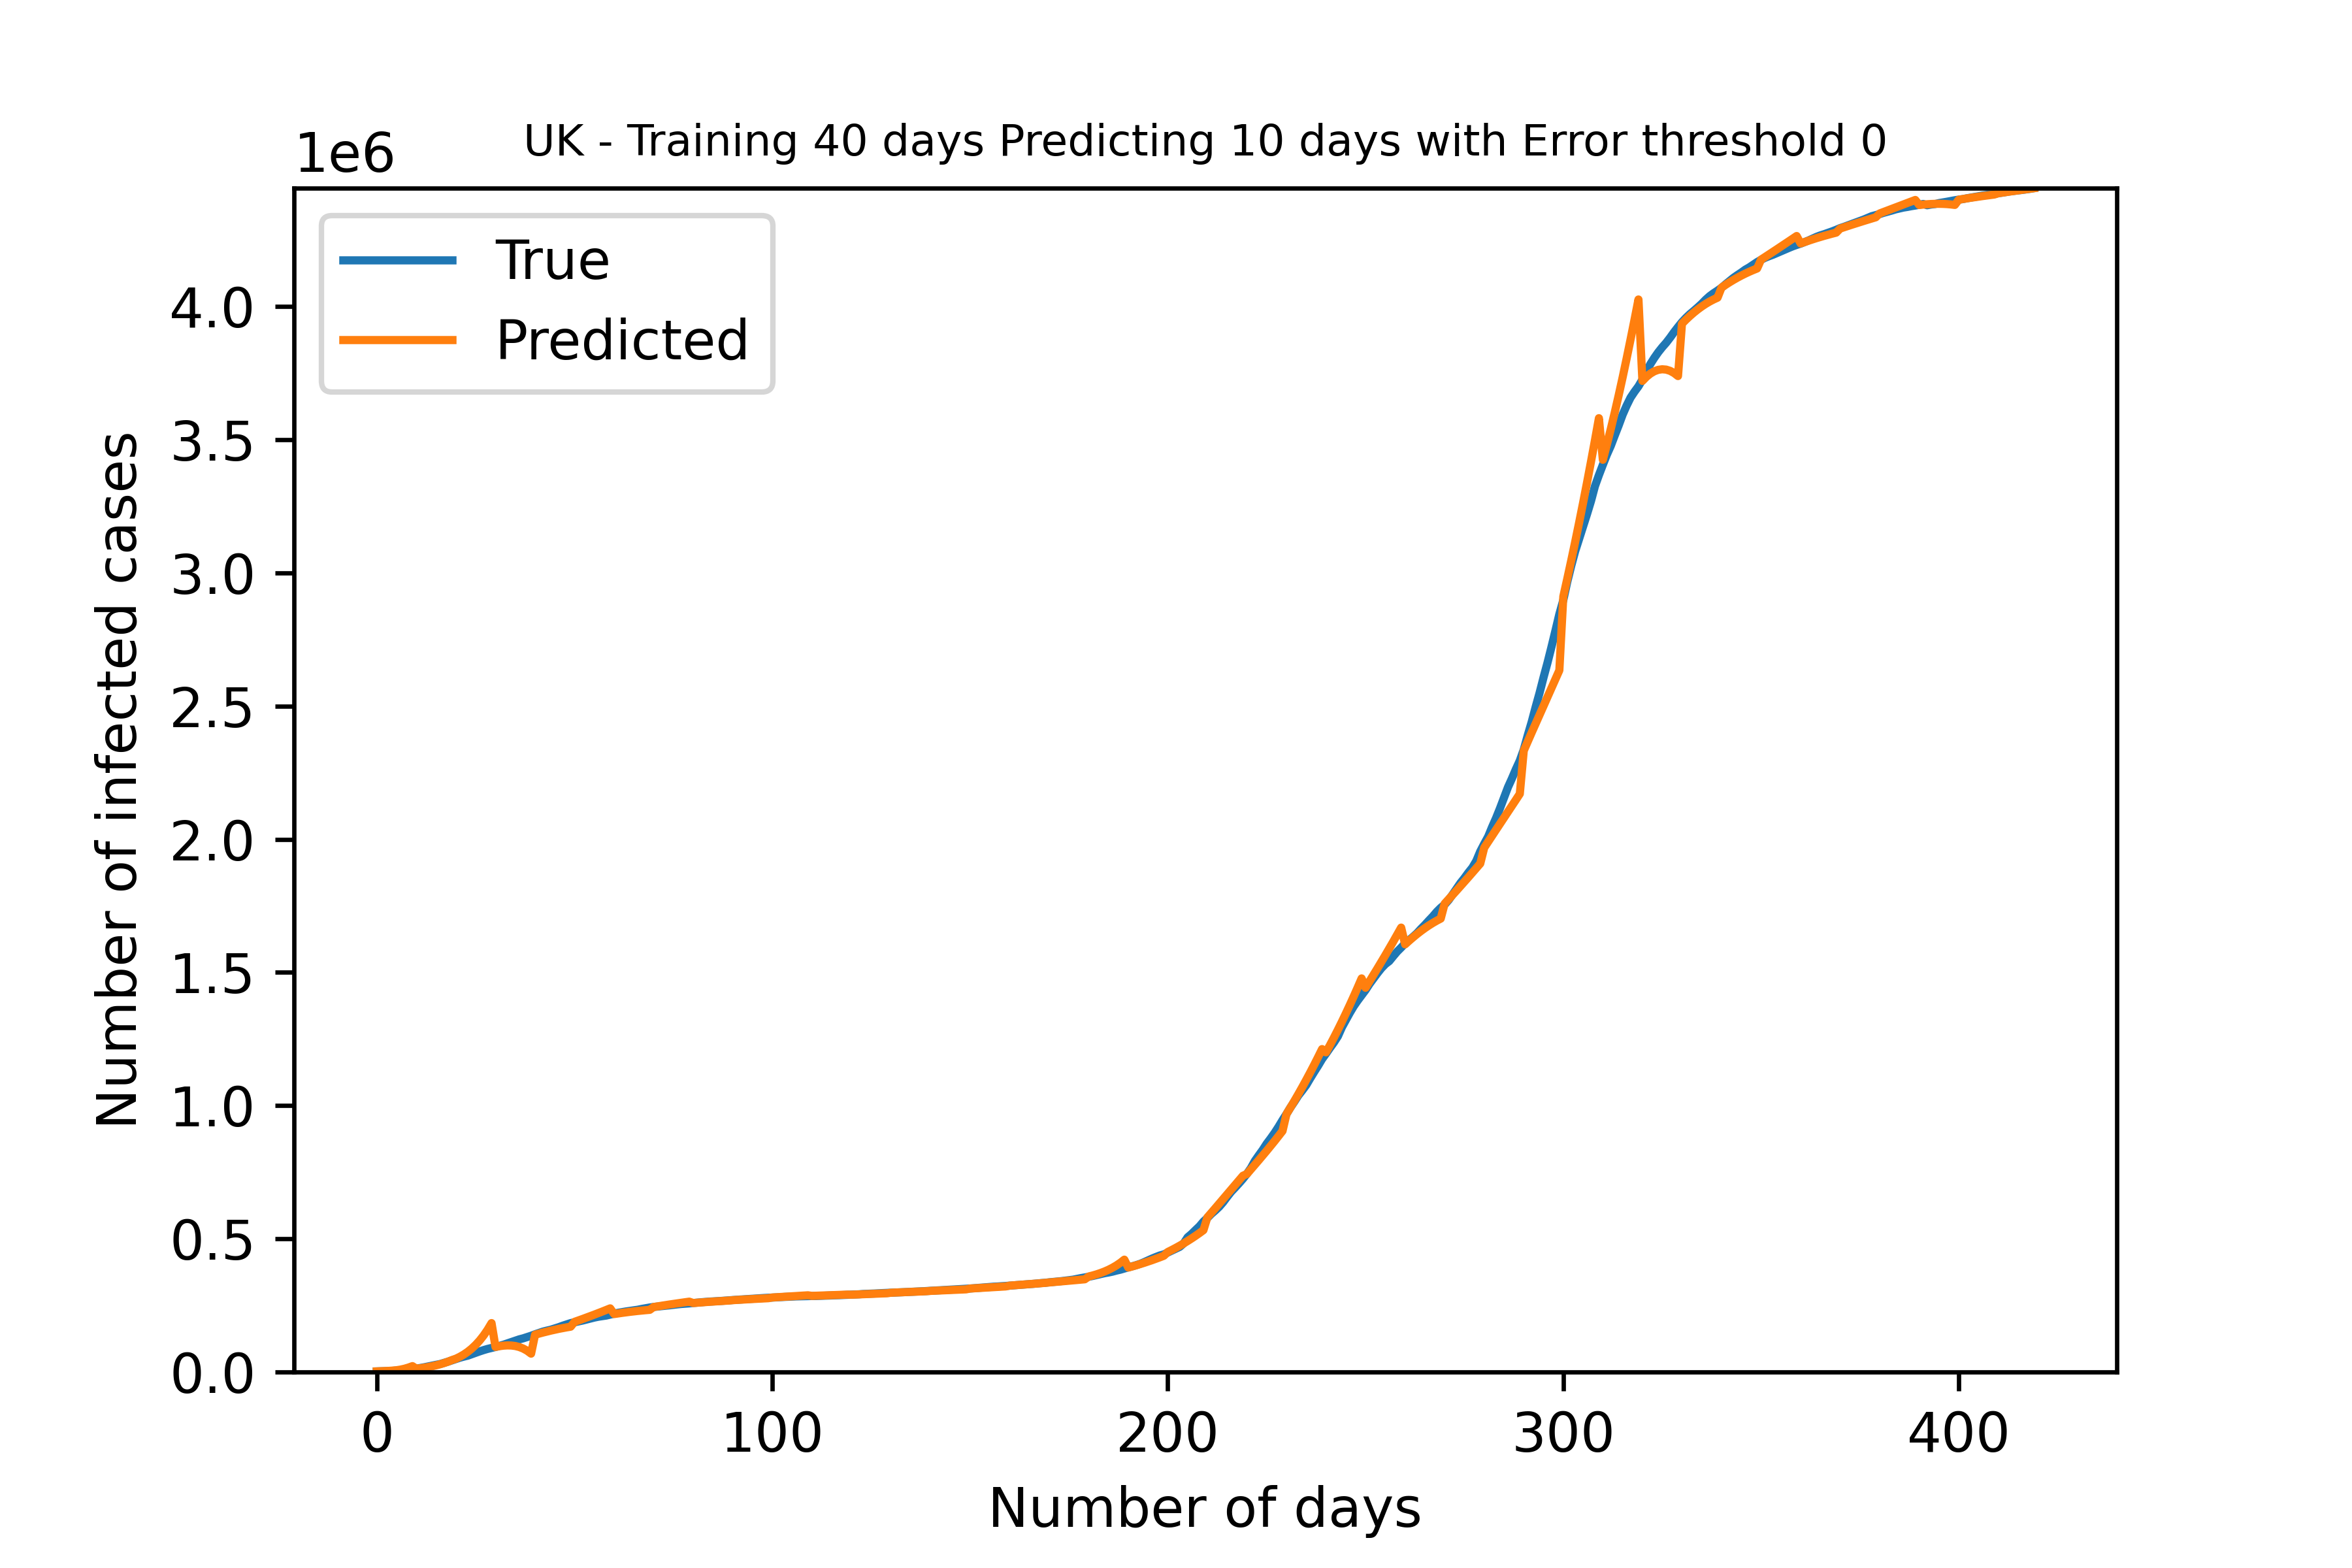 UK - Training 40 days Predicting 10 days with Error threshold 0
1e6
True
Predicted
4.0
3.5
3.0
2.5
2.0
1.5
1.0
0.5
0.0
Number of infected cases
0 100 200 300 400
Number of days